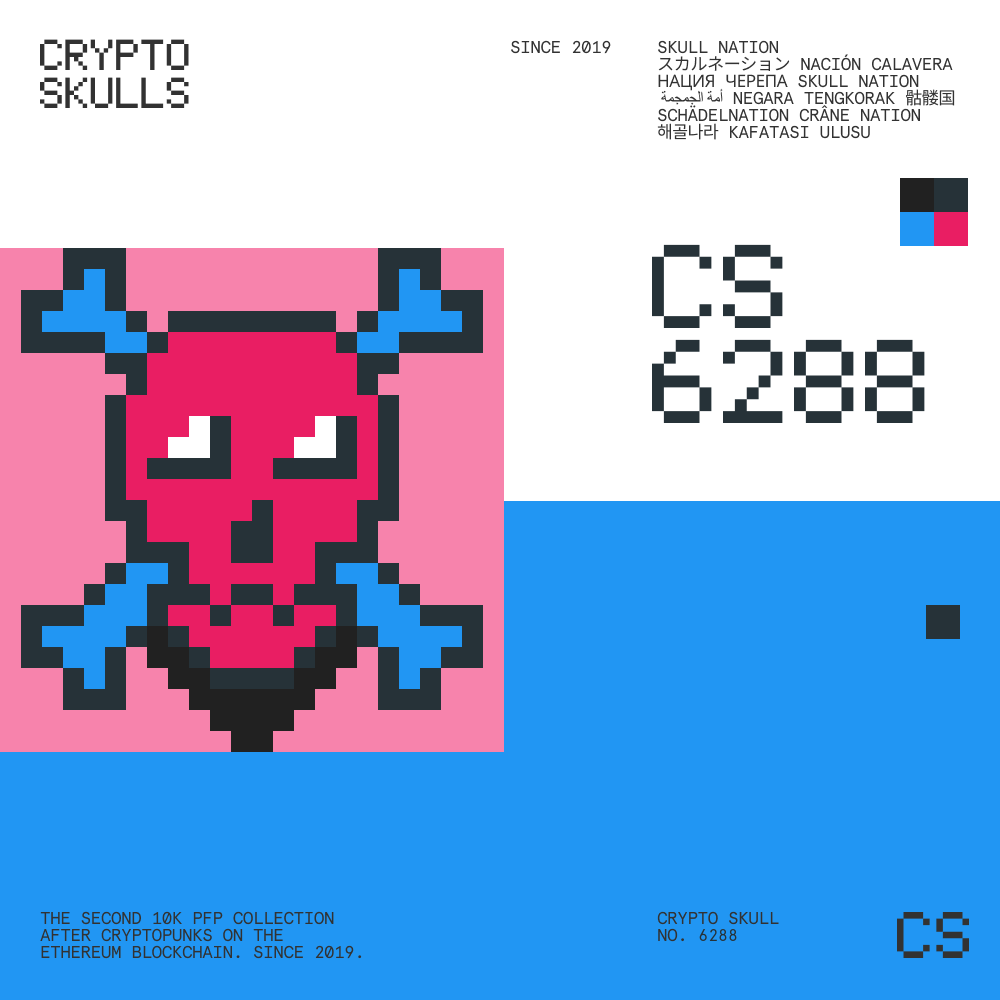 CRYPTO
SKULLS
SINCE 2019
SKULL NATION
スカルネーション NACIÓN CALAVERA
НАЦИЯ ЧЕРЕПА SKULL NATION
أمة الجمجمة NEGARA TENGKORAK 骷髅国
SCHÄDELNATION CRÂNE NATION
해골나라 KAFATASI ULUSU
CS
6288
THE SECOND 10K PFP COLLECTION
AFTER CRYPTOPUNKS ON THE
ETHEREUM BLOCKCHAIN. SINCE 2019.
CRYPTO SKULL
NO. 6288
CS